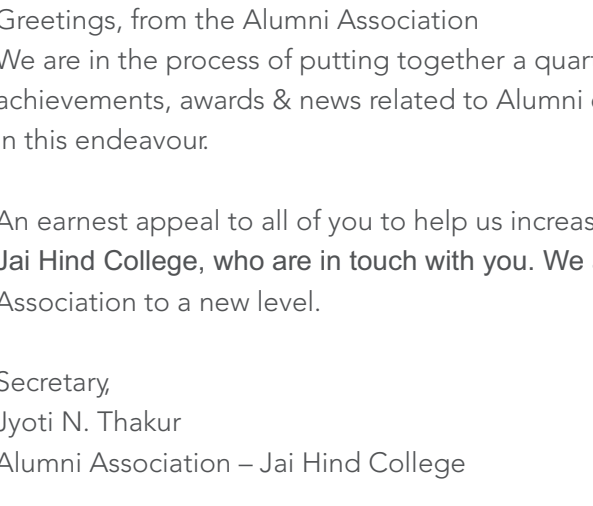 Greetings, from the Alumni Association
We are in the process of putting together a quar
achievements, awards & news related to Alumni
in this endeavour.
An earnest appeal to all of you to help us increas
Jai Hind College, who are in touch with you. We
Association to a new level.
Secretary,
Jyoti N. Thakur
Alumni Association – Jai Hind College